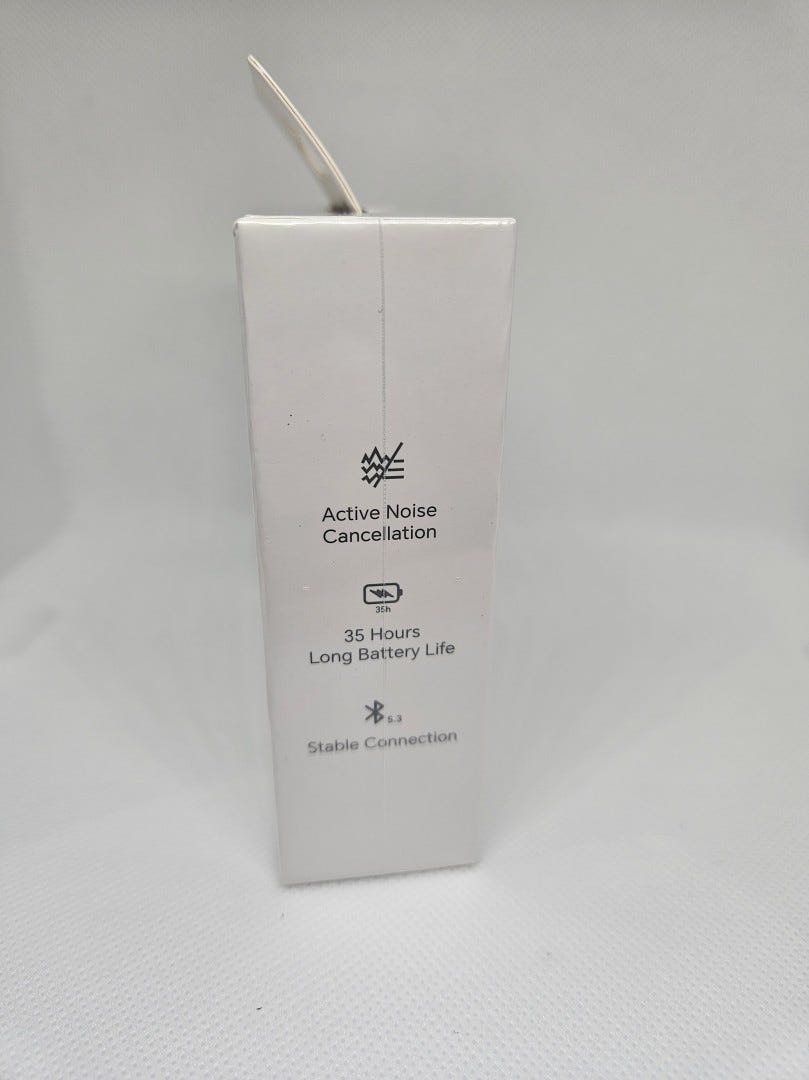 Active Noise
Cancellation
35h
35 Hours
Long Battery Life
5.3
Stable Connection